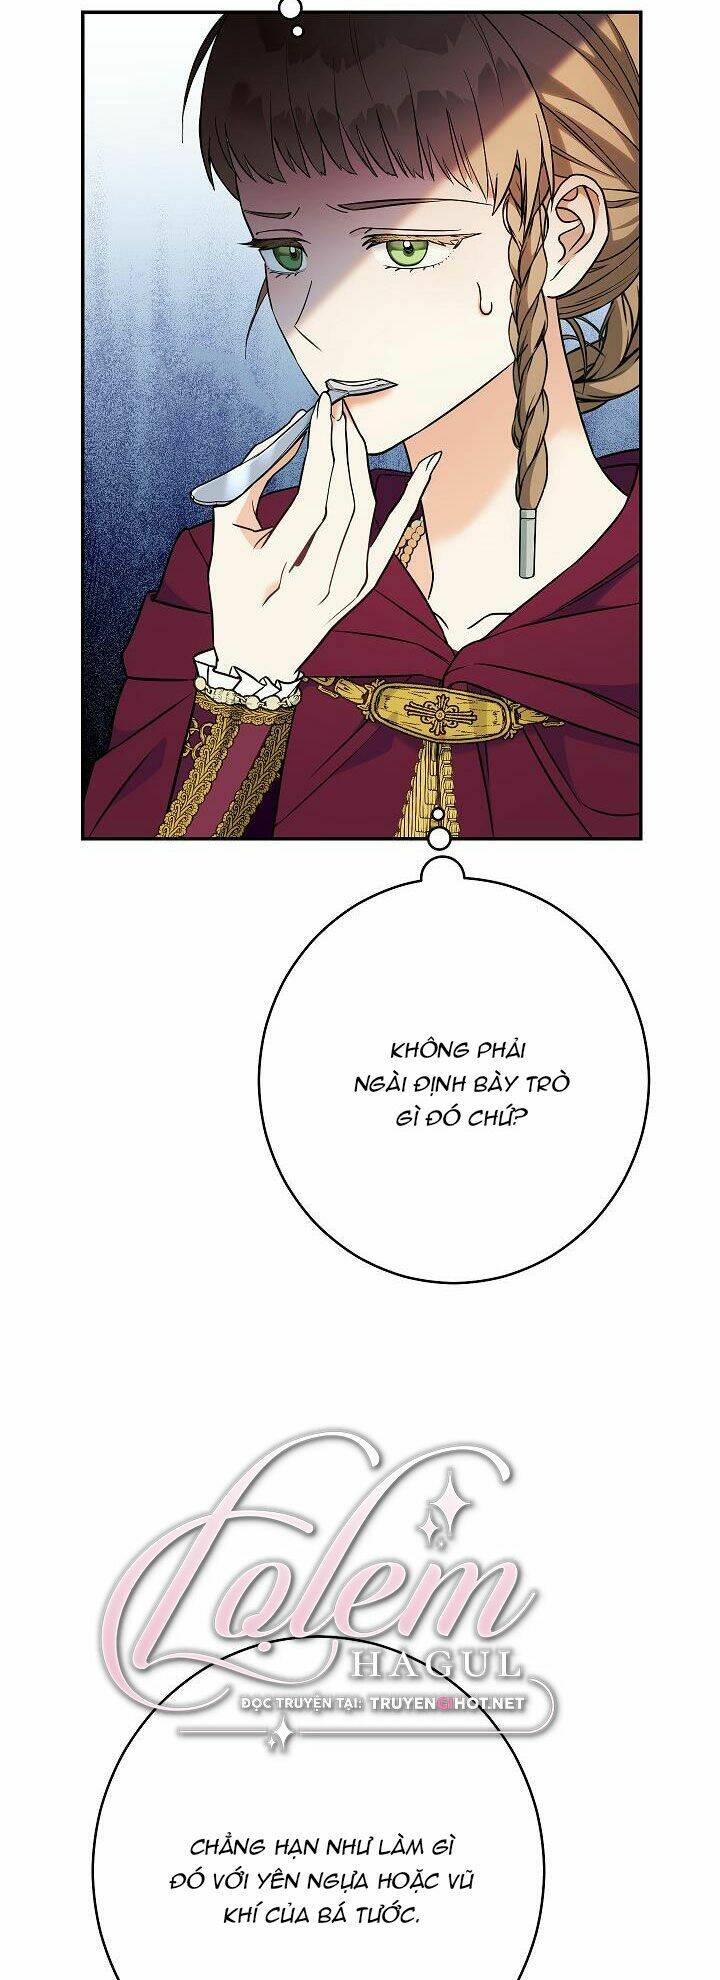 KHÔNG PHẢI
NGÀI ĐỊNH BÀY TRÒ
GÌ ĐÓ CHỨ?
Lọlem
HAGUL
ĐỌC TRUYỆN TẠI: TRUYENGIHOT.NET
CHẲNG HẠN NHƯ LÀM GÌ
ĐÓ VỚI YÊN NGỰA HOẶC VŨ
KHÍ CỦA BÁ TƯỚC.